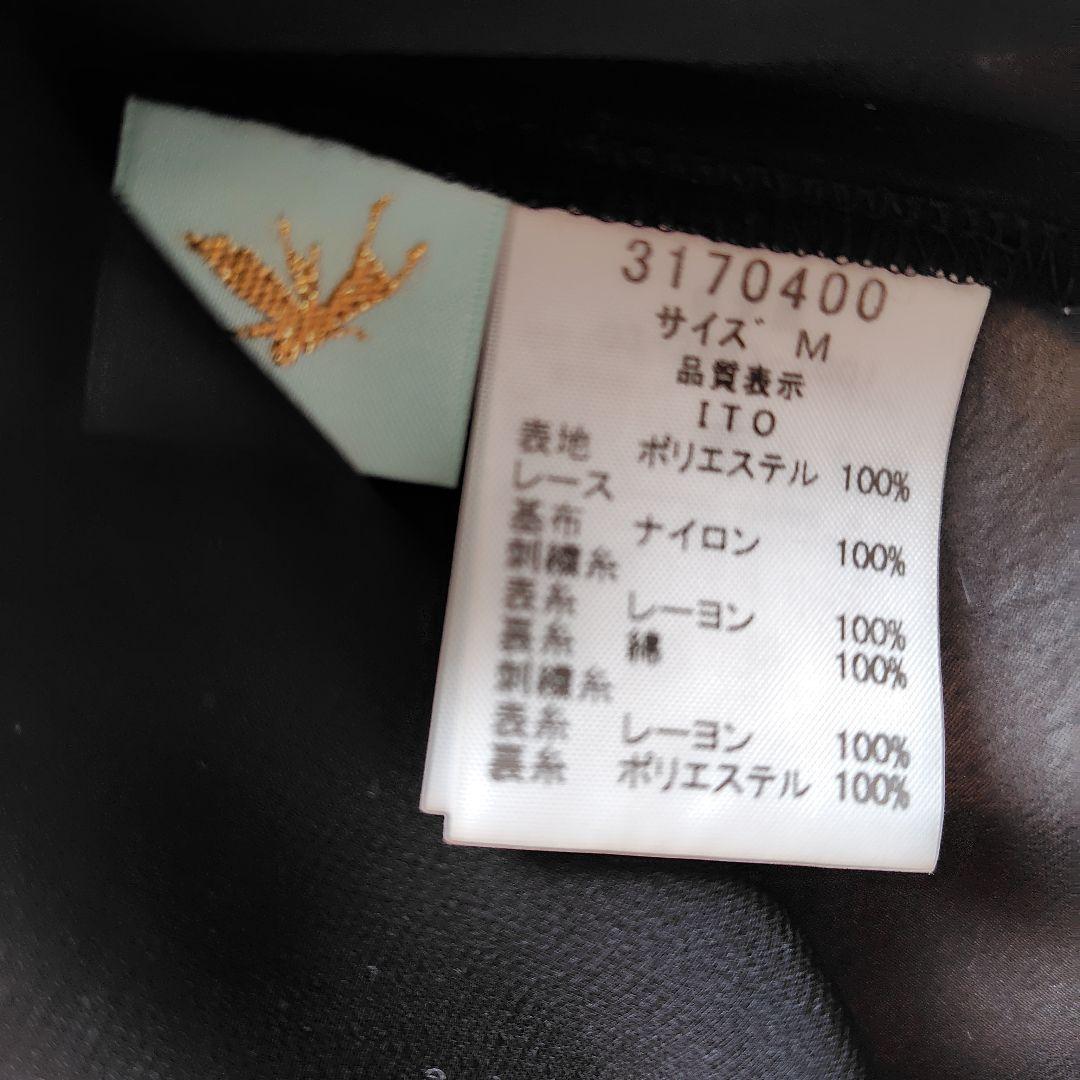 3170400
サイズ M
品質表示
ITO
表地 ポリエステル 100%
レース
基布 ナイロン 100%
刺繍糸
表糸 レーヨン 100%
裏糸 綿 100%
刺繍糸
表糸 レーヨン 100%
裏糸 ポリエステル 100%